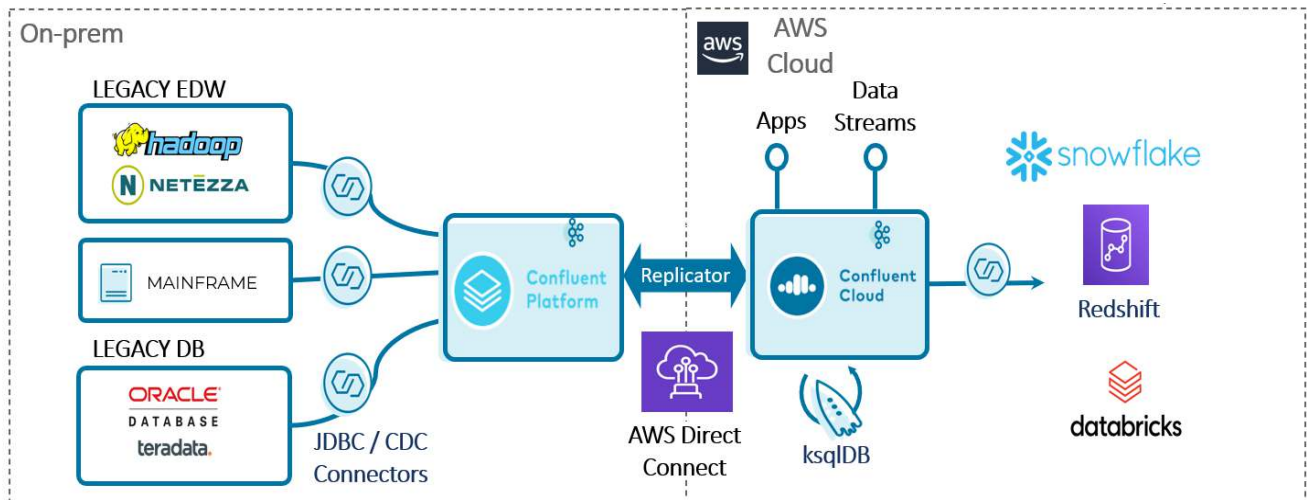 On-prem
LEGACY EDW
hadoop
N NETEZZA
MAINFRAME
LEGACY DB
ORACLE
DATABASE
teradata.
JDBC / CDC
Connectors
Confluent
Platform
Replicator
AWS Direct
Connect
aws
AWS
Cloud
Apps
Data
Streams
Confluent
Cloud
ksqlDB
snowflake
Redshift
databricks